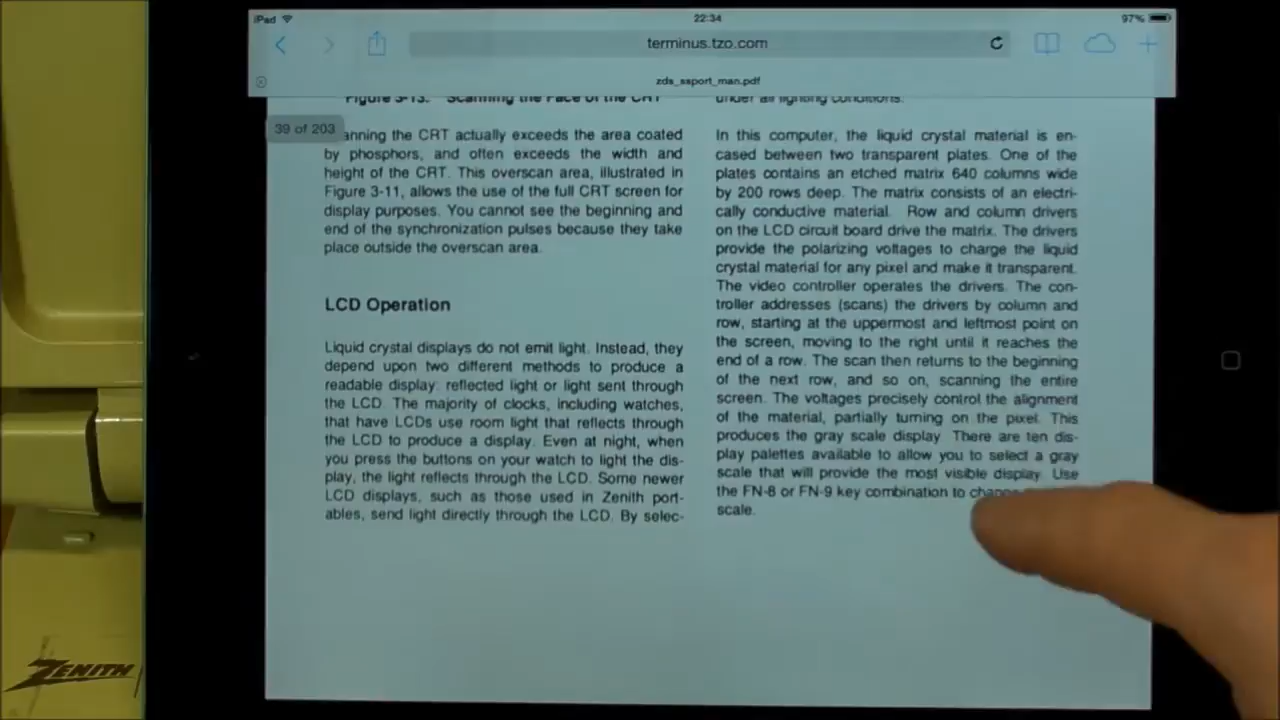 iPad
22:34
97%
terminus.tzo.com
zds_ssport_man.pdf
39 of 203
Figure 3-13. Scanning the Face of the CRT
anning the CRT actually exceeds the area coated
by phosphors, and often exceeds the width and
height of the CRT. This overscan area, illustrated in
Figure 3-11, allows the use of the full CRT screen for
display purposes. You cannot see the beginning and
end of the synchronization pulses because they take
place outside the overscan area.
LCD Operation
Liquid crystal displays do not emit light. Instead, they
depend upon two different methods to produce a
readable display: reflected light or light sent through
the LCD. The majority of clocks, including watches,
that have LCDs use room light that reflects through
the LCD to produce a display. Even at night, when
you press the buttons on your watch to light the dis-
play, the light reflects through the LCD. Some newer
LCD displays, such as those used in Zenith port-
ables, send light directly through the LCD. By selec-
under all lighting conditions.
In this computer, the liquid crystal material is en-
cased between two transparent plates. One of the
plates contains an etched matrix 640 columns wide
by 200 rows deep. The matrix consists of an electri-
cally conductive material. Row and column drivers
on the LCD circuit board drive the matrix. The drivers
provide the polarizing voltages to charge the liquid
crystal material for any pixel and make it transparent.
The video controller operates the drivers. The con-
troller addresses (scans) the drivers by column and
row, starting at the uppermost and leftmost point on
the screen, moving to the right until it reaches the
end of a row. The scan then returns to the beginning
of the next row, and so on, scanning the entire
screen. The voltages precisely control the alignment
of the material, partially turning on the pixel. This
produces the gray scale display. There are ten dis-
play palettes available to allow you to select a gray
scale that will provide the most visible display. Use
the FN-8 or FN-9 key combination to change
scale.
ZENITH